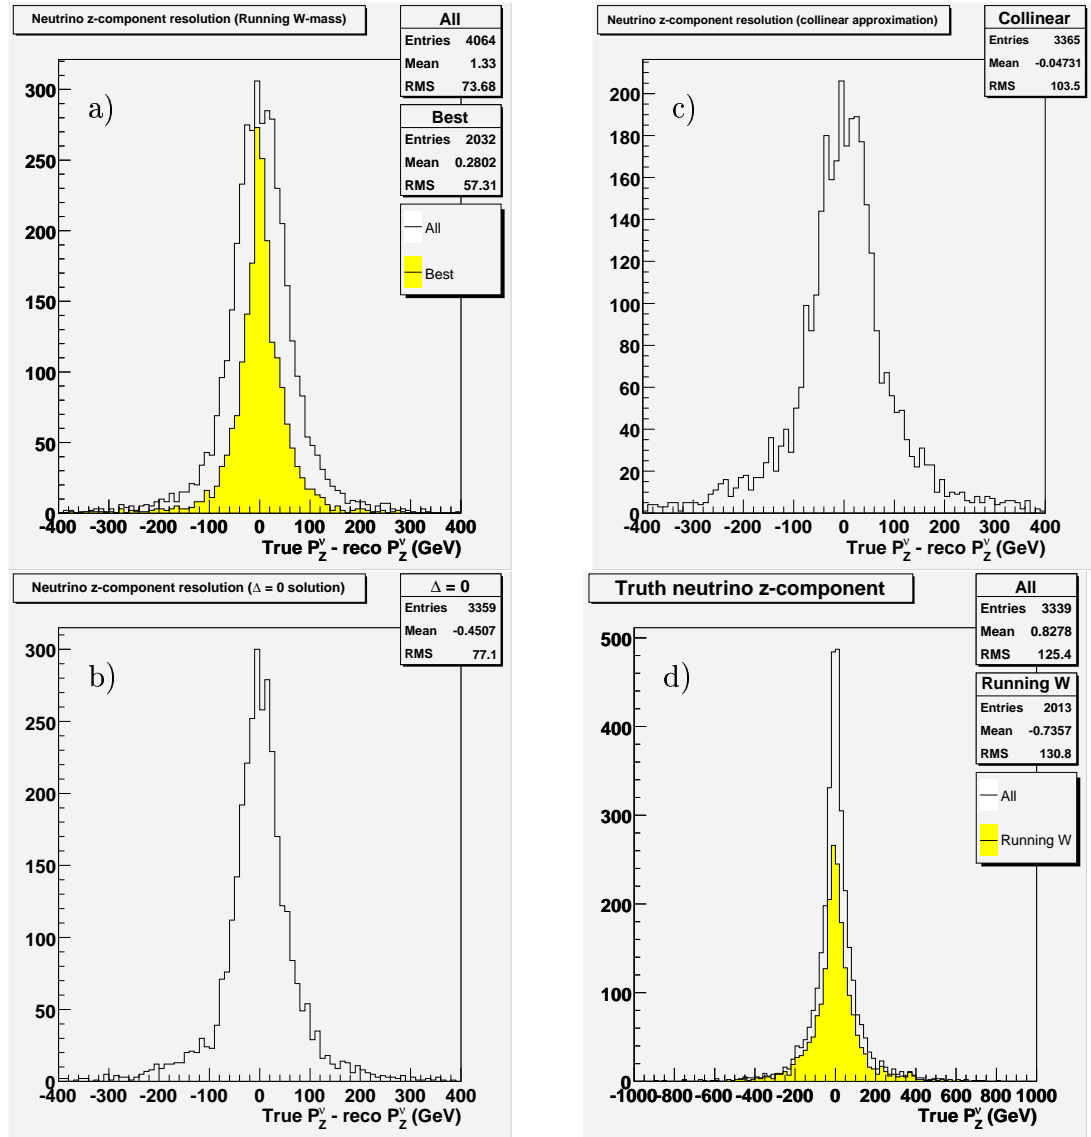 Neutrino z-component resolution (Running W-mass)
All
Entries 4064
Mean 1.33
RMS 73.68
Best
Entries 2032
Mean 0.2802
RMS 57.31
All
Best
a)
300
250
200
150
100
50
0
-400 -300 -200 -100 0 100 200 300 400
True P_Z^ν - reco P_Z^ν (GeV)
Neutrino z-component resolution (collinear approximation)
Collinear
Entries 3365
Mean -0.04731
RMS 103.5
c)
200
180
160
140
120
100
80
60
40
20
0
-400 -300 -200 -100 0 100 200 300 400
True P_Z^ν - reco P_Z^ν (GeV)
Neutrino z-component resolution (Δ = 0 solution)
Δ = 0
Entries 3359
Mean -0.4507
RMS 77.1
b)
300
250
200
150
100
50
0
-400 -300 -200 -100 0 100 200 300 400
True P_Z^ν - reco P_Z^ν (GeV)
Truth neutrino z-component
All
Entries 3339
Mean 0.8278
RMS 125.4
Running W
Entries 2013
Mean -0.7357
RMS 130.8
All
Running W
d)
500
400
300
200
100
0
-1000 -800 -600 -400 -200 0 200 400 600 800 1000
True P_Z^ν (GeV)